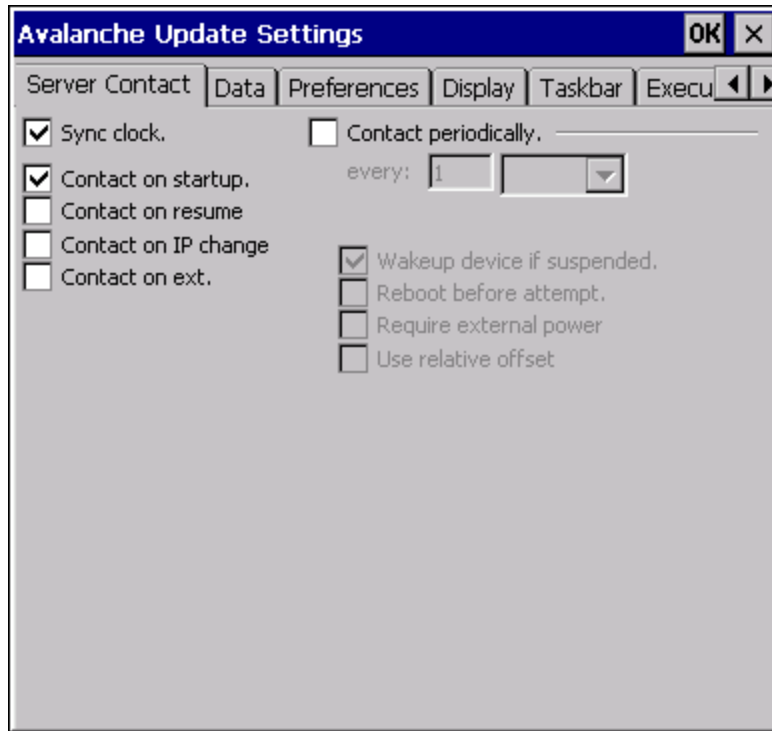 Avalanche Update Settings OK
Server Contact Data Preferences Display Taskbar Execu
Sync clock.
Contact on startup.
Contact on resume
Contact on IP change
Contact on ext.
Contact periodically.
every: 1
Wakeup device if suspended.
Reboot before attempt.
Require external power
Use relative offset